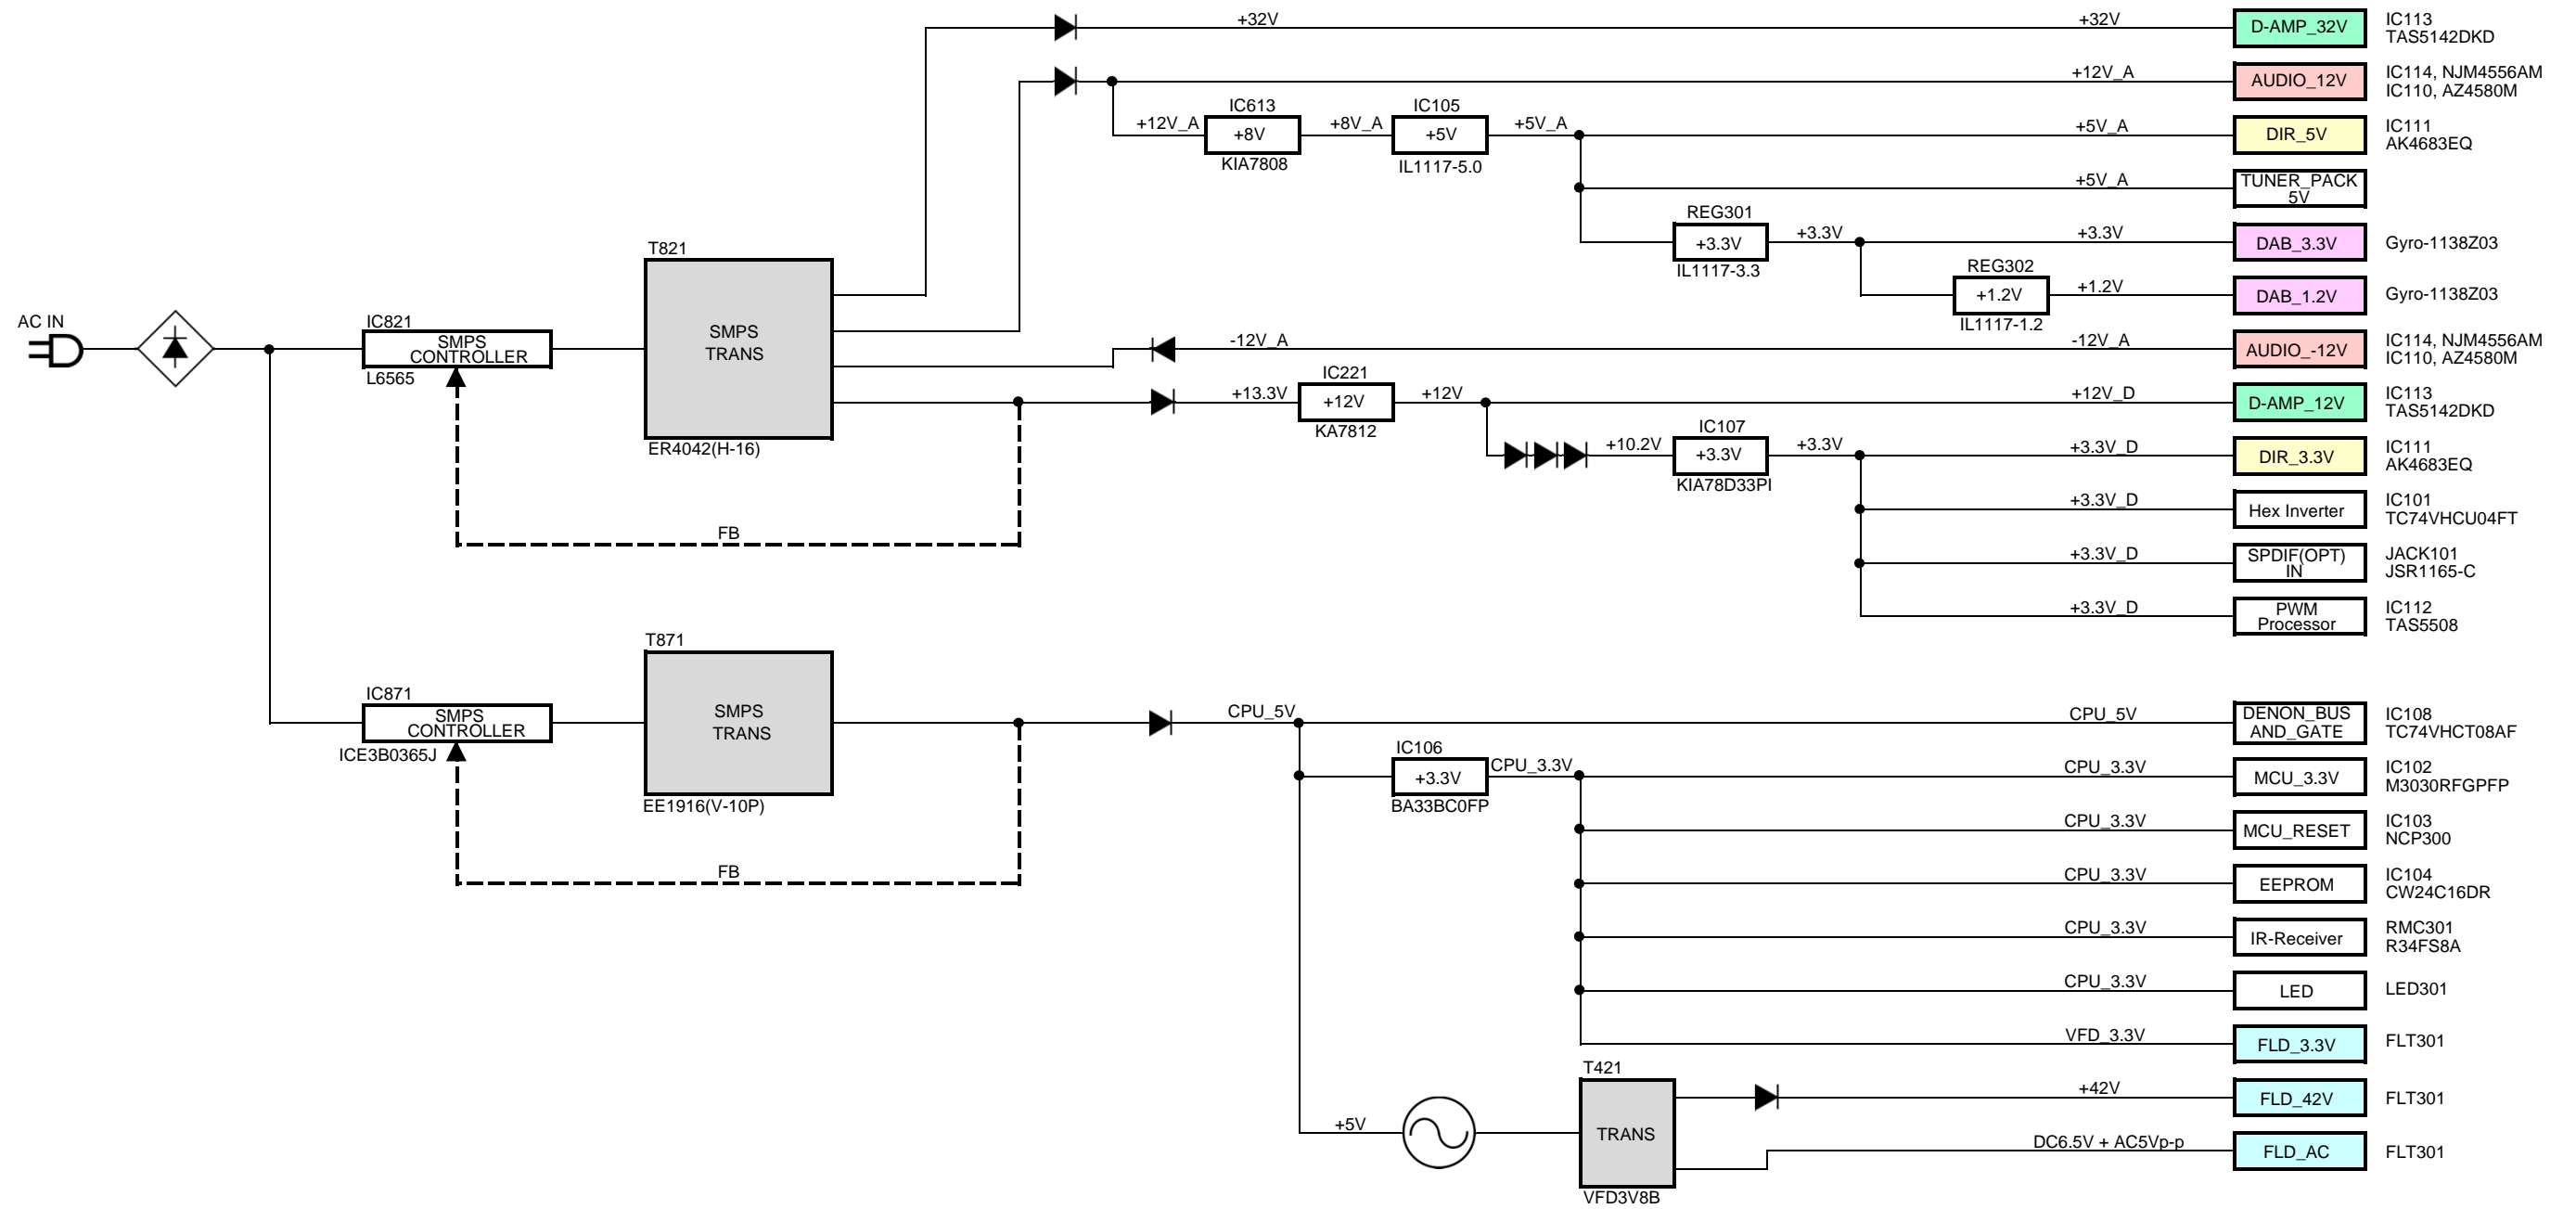 +32V
+32V
D-AMP_32V
IC113
TAS5142DKD
+12V_A
AUDIO_12V
IC114, NJM4556AM
IC110, AZ4580M
+12V_A
IC613
+8V
KIA7808
+8V_A
IC105
+5V
IL1117-5.0
+5V_A
+5V_A
DIR_5V
IC111
AK4683EQ
+5V_A
TUNER_PACK
5V
REG301
+3.3V
IL1117-3.3
+3.3V
+3.3V
DAB_3.3V
Gyro-1138Z03
REG302
+1.2V
IL1117-1.2
+1.2V
DAB_1.2V
Gyro-1138Z03
AC IN
IC821
SMPS
CONTROLLER
L6565
T821
SMPS
TRANS
ER4042(H-16)
-12V_A
-12V_A
AUDIO_-12V
IC114, NJM4556AM
IC110, AZ4580M
+13.3V
IC221
+12V
KA7812
+12V
+12V_D
D-AMP_12V
IC113
TAS5142DKD
+10.2V
IC107
+3.3V
KIA78D33PI
+3.3V
+3.3V_D
DIR_3.3V
IC111
AK4683EQ
+3.3V_D
Hex Inverter
IC101
TC74VHCU04FT
FB
+3.3V_D
SPDIF(OPT)
IN
JACK101
JSR1165-C
+3.3V_D
PWM
Processor
IC112
TAS5508
IC871
SMPS
CONTROLLER
ICE3B0365J
T871
SMPS
TRANS
EE1916(V-10P)
FB
CPU_5V
CPU_5V
DENON_BUS
AND_GATE
IC108
TC74VHCT08AF
IC106
+3.3V
BA33BC0FP
CPU_3.3V
CPU_3.3V
MCU_3.3V
IC102
M3030RFGPFP
CPU_3.3V
MCU_RESET
IC103
NCP300
CPU_3.3V
EEPROM
IC104
CW24C16DR
CPU_3.3V
IR-Receiver
RMC301
R34FS8A
CPU_3.3V
LED
LED301
VFD_3.3V
FLD_3.3V
FLT301
+5V
T421
TRANS
VFD3V8B
+42V
FLD_42V
FLT301
DC6.5V + AC5Vp-p
FLD_AC
FLT301